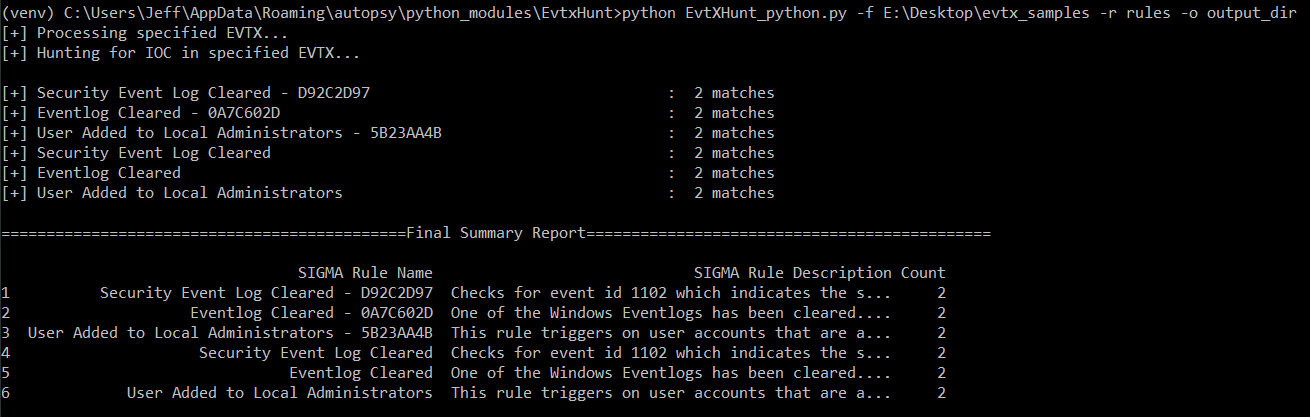 (venv) C:\Users\Jeff\AppData\Roaming\autopsy\python_modules\EvtxHunt>python EvtXHunt_python.py -f E:\Desktop\evtx_samples -r rules -o output_dir
[+] Processing specified EVTX...
[+] Hunting for IOC in specified EVTX...
[+] Security Event Log Cleared - D92C2D97 : 2 matches
[+] Eventlog Cleared - 0A7C602D : 2 matches
[+] User Added to Local Administrators - 5B23AA4B : 2 matches
[+] Security Event Log Cleared : 2 matches
[+] Eventlog Cleared : 2 matches
[+] User Added to Local Administrators : 2 matches
=============================================Final Summary Report=============================================
SIGMA Rule Name SIGMA Rule Description Count
1 Security Event Log Cleared - D92C2D97 Checks for event id 1102 which indicates the s... 2
2 Eventlog Cleared - 0A7C602D One of the Windows Eventlogs has been cleared.... 2
3 User Added to Local Administrators - 5B23AA4B This rule triggers on user accounts that are a... 2
4 Security Event Log Cleared Checks for event id 1102 which indicates the s... 2
5 Eventlog Cleared One of the Windows Eventlogs has been cleared.... 2
6 User Added to Local Administrators This rule triggers on user accounts that are a... 2